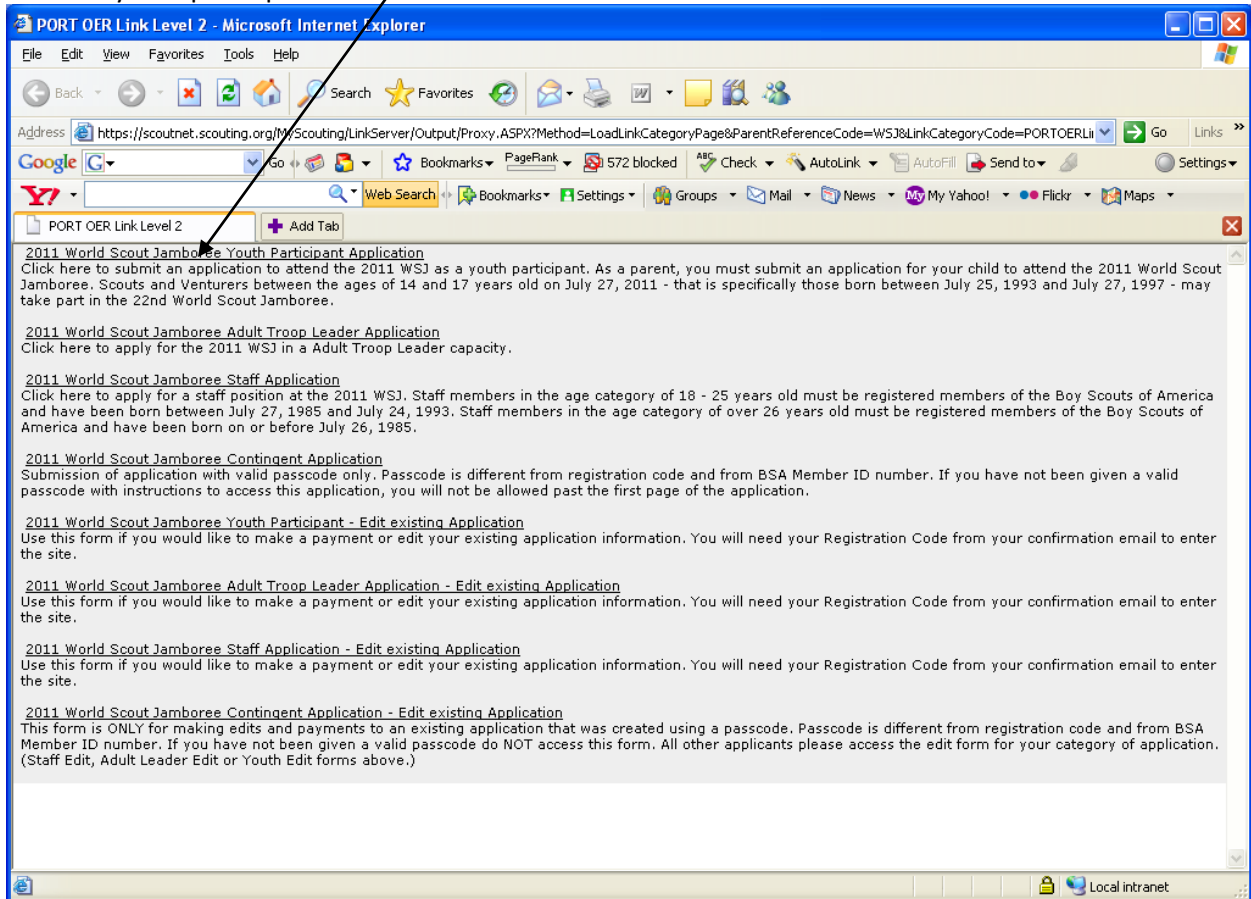 PORT OER Link Level 2 - Microsoft Internet Explorer
File Edit View Favorites Tools Help
Back Search Favorites
Address https://scoutnet.scouting.org/MyScouting/LinkServer/Output/Proxy.ASPX?Method=LoadLinkCategoryPage&ParentReferenceCode=WSJ&LinkCategoryCode=PORTOERLi Go Links »
Google G Go Bookmarks PageRank 572 blocked ABC Check AutoLink AutoFill Send to Settings
Y! Web Search Bookmarks Settings Groups Mail News My Yahoo! Flickr Maps
PORT OER Link Level 2 Add Tab
2011 World Scout Jamboree Youth Participant Application
Click here to submit an application to attend the 2011 WSJ as a youth participant. As a parent, you must submit an application for your child to attend the 2011 World Scout
Jamboree. Scouts and Venturers between the ages of 14 and 17 years old on July 27, 2011 - that is specifically those born between July 25, 1993 and July 27, 1997 - may
take part in the 22nd World Scout Jamboree.
2011 World Scout Jamboree Adult Troop Leader Application
Click here to apply for the 2011 WSJ in a Adult Troop Leader capacity.
2011 World Scout Jamboree Staff Application
Click here to apply for a staff position at the 2011 WSJ. Staff members in the age category of 18 - 25 years old must be registered members of the Boy Scouts of America
and have been born between July 27, 1985 and July 24, 1993. Staff members in the age category of over 26 years old must be registered members of the Boy Scouts of
America and have been born on or before July 26, 1985.
2011 World Scout Jamboree Contingent Application
Submission of application with valid passcode only. Passcode is different from registration code and from BSA Member ID number. If you have not been given a valid
passcode with instructions to access this application, you will not be allowed past the first page of the application.
2011 World Scout Jamboree Youth Participant - Edit existing Application
Use this form if you would like to make a payment or edit your existing application information. You will need your Registration Code from your confirmation email to enter
the site.
2011 World Scout Jamboree Adult Troop Leader Application - Edit existing Application
Use this form if you would like to make a payment or edit your existing application information. You will need your Registration Code from your confirmation email to enter
the site.
2011 World Scout Jamboree Staff Application - Edit existing Application
Use this form if you would like to make a payment or edit your existing application information. You will need your Registration Code from your confirmation email to enter
the site.
2011 World Scout Jamboree Contingent Application - Edit existing Application
This form is ONLY for making edits and payments to an existing application that was created using a passcode. Passcode is different from registration code and from BSA
Member ID number. If you have not been given a valid passcode do NOT access this form. All other applicants please access the edit form for your category of application.
(Staff Edit, Adult Leader Edit or Youth Edit forms above.)
Local intranet